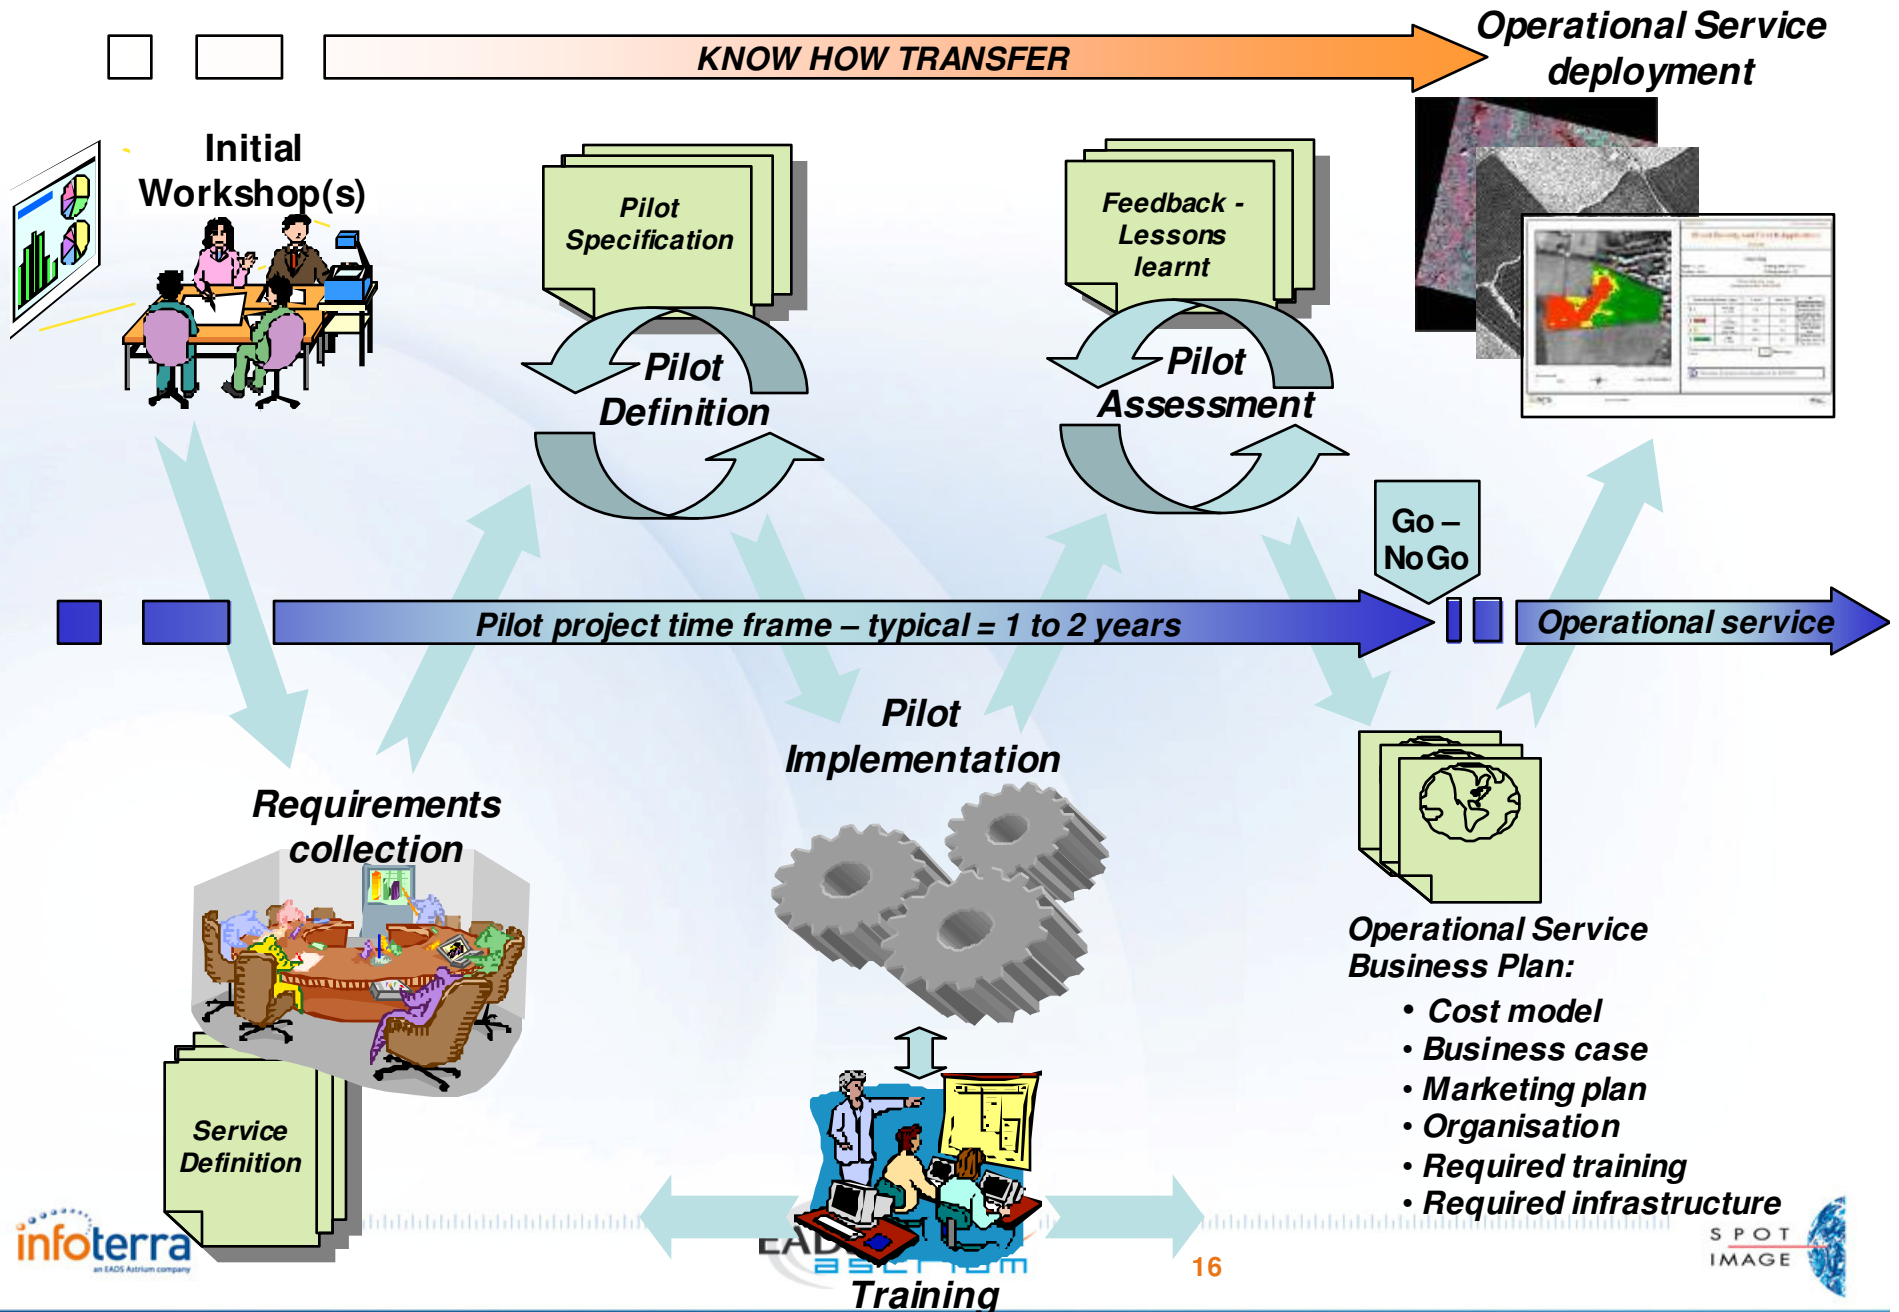 KNOW HOW TRANSFER
Operational Service
deployment
Initial
Workshop(s)
Pilot
Specification
Pilot
Definition
Feedback -
Lessons
learnt
Pilot
Assessment
Go –
No Go
Pilot project time frame – typical = 1 to 2 years
Operational service
Requirements
collection
Service
Definition
Pilot
Implementation
Training
Operational Service
Business Plan:
• Cost model
• Business case
• Marketing plan
• Organisation
• Required training
• Required infrastructure
infoterra
an EADS Astrium company
EAD
astrium
16
SPOT
IMAGE